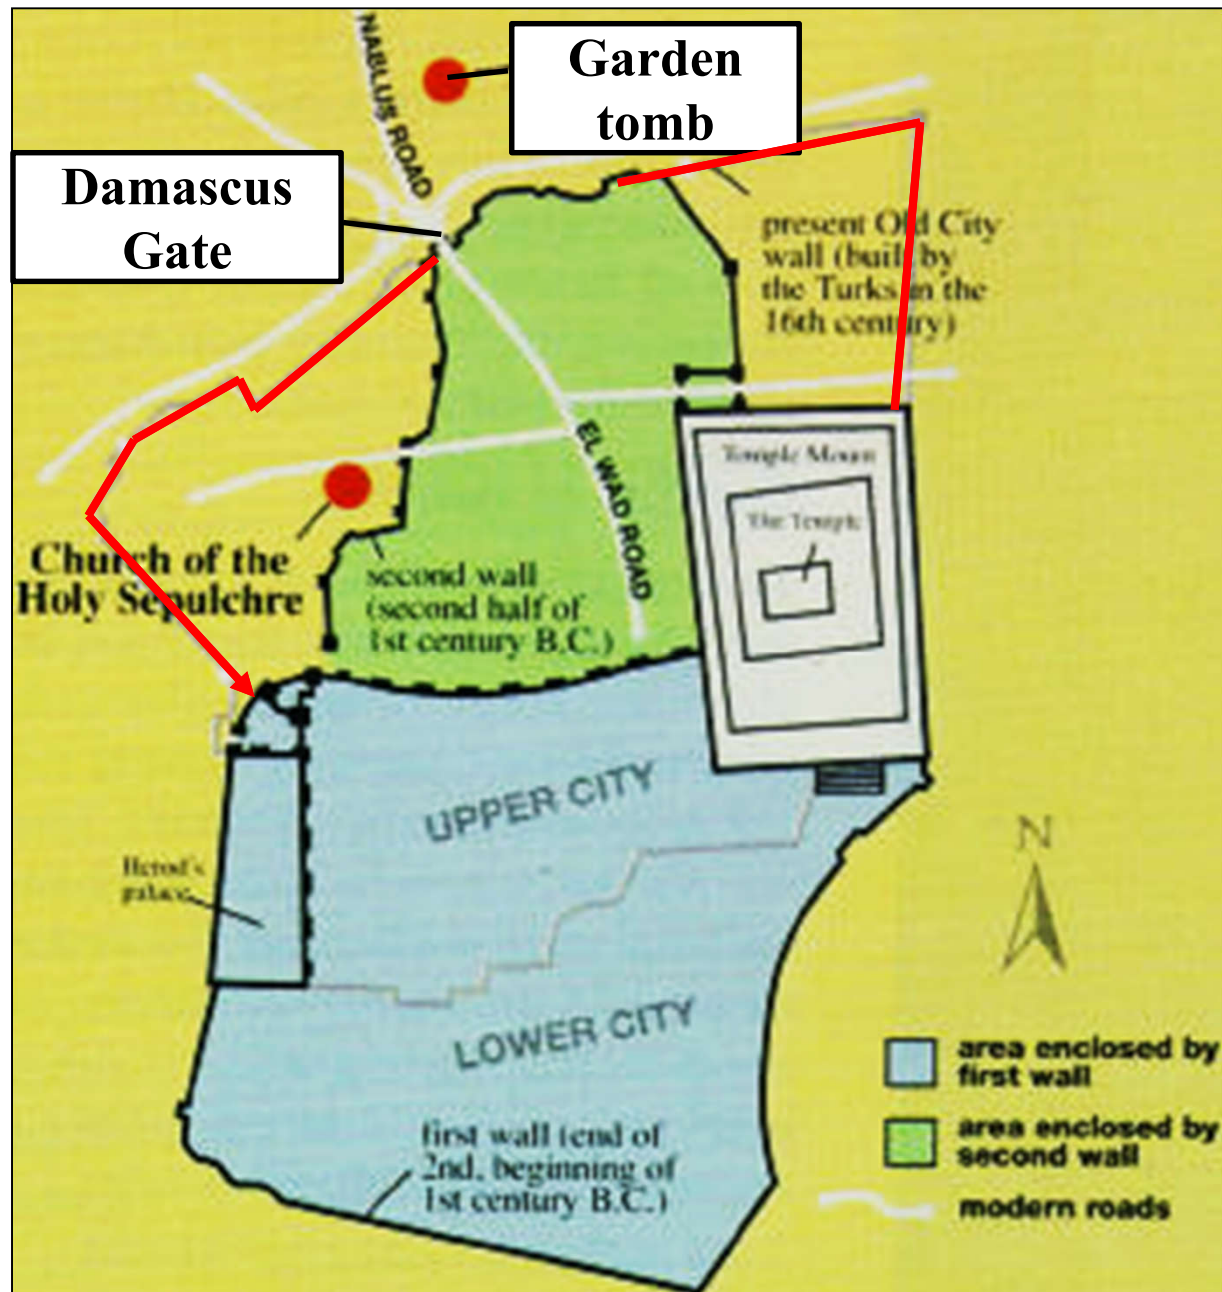 NABLUS ROAD
Garden
tomb
Damascus
Gate
present Old City
wall (built by
the Turks in the
16th century)
EL WAD ROAD
Temple Mount
The Temple
Church of the
Holy Sepulchre
second wall
(second half of
1st century B.C.)
UPPER CITY
Herod's
palace
N
LOWER CITY
first wall (end of
2nd, beginning of
1st century B.C.)
area enclosed by
first wall
area enclosed by
second wall
modern roads